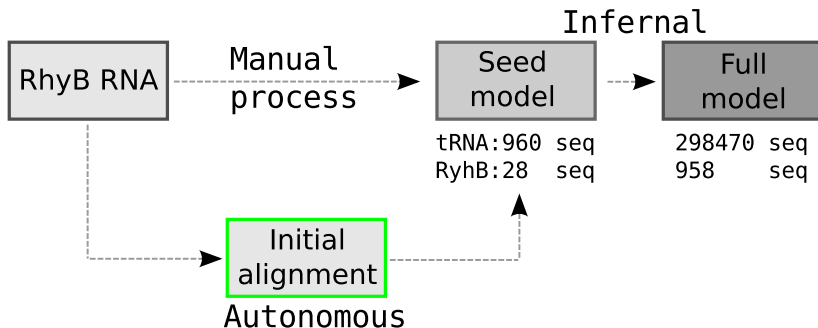 Infernal
RhyB RNA
Manual
process
Seed
model
Full
model
tRNA:960 seq
RyhB:28 seq
298470 seq
958 seq
Initial
alignment
Autonomous